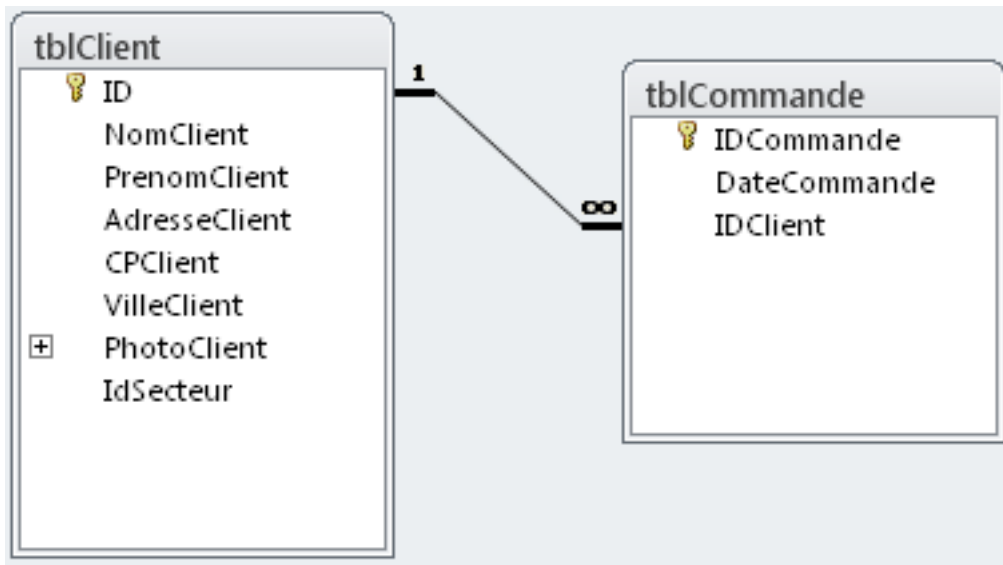 tblClient
ID
NomClient
PrenomClient
AdresseClient
CPClient
VilleClient
PhotoClient
IdSecteur
1
∞
tblCommande
IDCommande
DateCommande
IDClient